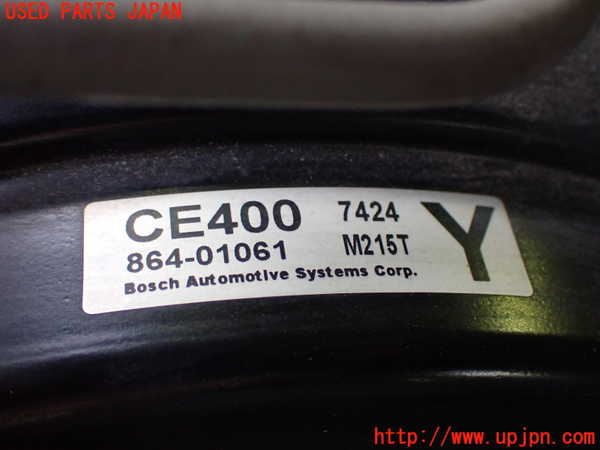 USED PARTS JAPAN
CE400 7424 Y
864-01061 M215T
Bosch Automotive Systems Corp.
http://www.upjpn.com/